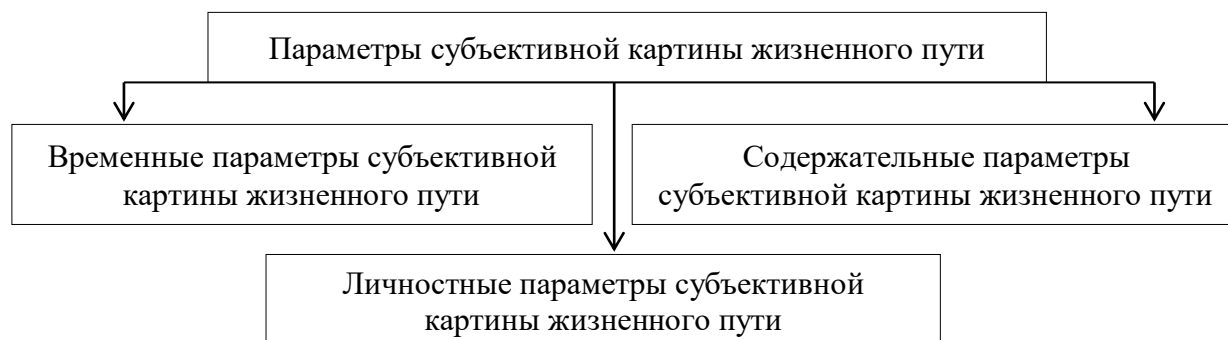 Параметры субъективной картины жизненного пути
Временные параметры субъективной
картины жизненного пути
Содержательные параметры
субъективной картины жизненного пути
Личностные параметры субъективной
картины жизненного пути